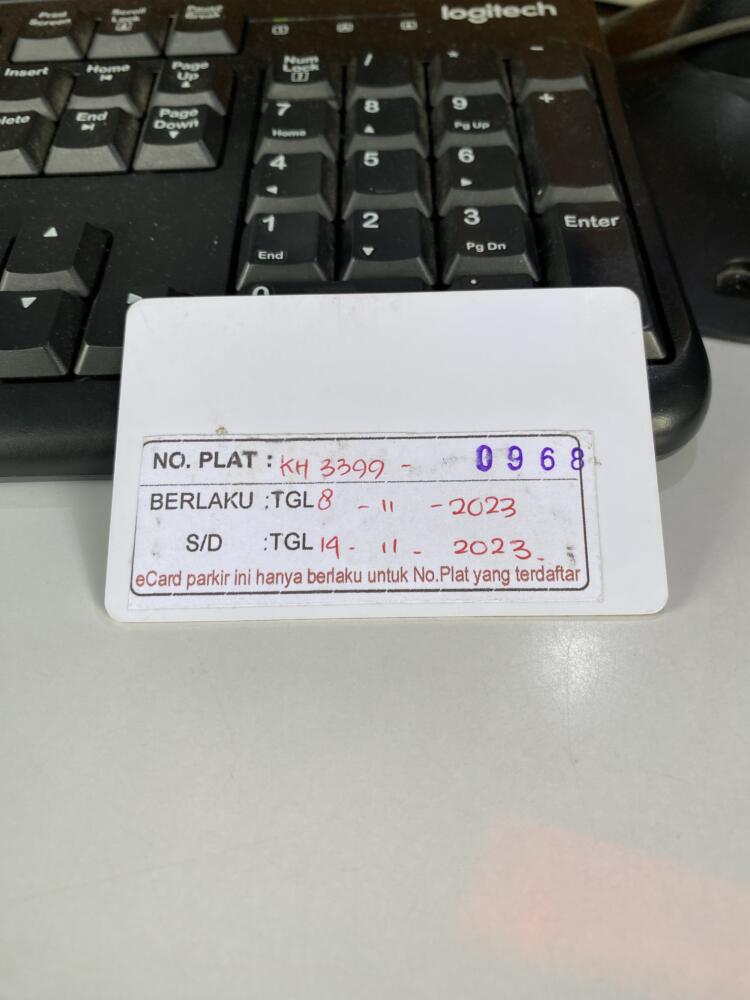 Print Screen
Scroll Lock
Pause Break
logitech
Insert
Home
Page Up
Num Lock
/
*
-
End
Page Down
7 Home
8
9 Pg Up
+
4
5
6
1 End
2
3 Pg Dn
Enter
0
.
NO. PLAT : KH 3399 - 0968
BERLAKU :TGL 8 - 11 - 2023
S/D :TGL 14 - 11 - 2023.
eCard parkir ini hanya berlaku untuk No.Plat yang terdaftar